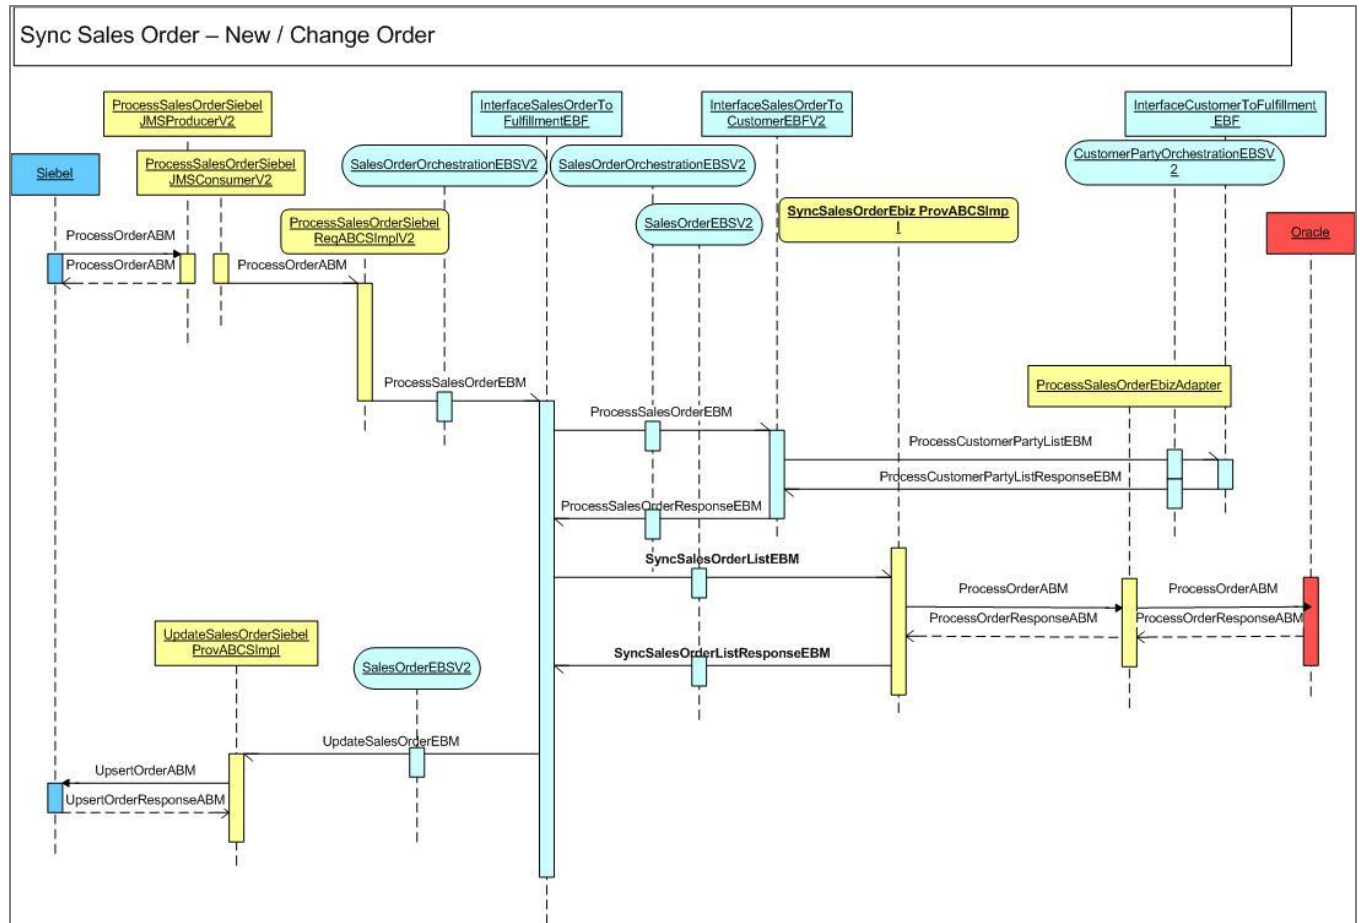 Sync Sales Order – New / Change Order
ProcessSalesOrderSiebel
JMSProducerV2
InterfaceSalesOrderTo
FulfillmentEBF
InterfaceSalesOrderTo
CustomerEBFV2
InterfaceCustomerToFulfillment
EBF
Siebel
ProcessSalesOrderSiebel
JMSConsumerV2
SalesOrderOrchestrationEBSV2
SalesOrderOrchestrationEBSV2
CustomerPartyOrchestrationEBSV
2
ProcessSalesOrderSiebel
ReqABCSImplV2
SalesOrderEBSV2
SyncSalesOrderEbiz ProvABCSImp
l
Oracle
ProcessOrderABM
ProcessOrderABM
ProcessOrderABM
ProcessSalesOrderEBM
ProcessSalesOrderEbizAdapter
ProcessSalesOrderEBM
ProcessCustomerPartyListEBM
ProcessCustomerPartyListResponseEBM
ProcessSalesOrderResponseEBM
SyncSalesOrderListEBM
ProcessOrderABM
ProcessOrderABM
ProcessOrderResponseABM
ProcessOrderResponseABM
UpdateSalesOrderSiebel
ProvABCSImpl
SyncSalesOrderListResponseEBM
SalesOrderEBSV2
UpdateSalesOrderEBM
UpsertOrderABM
UpsertOrderResponseABM